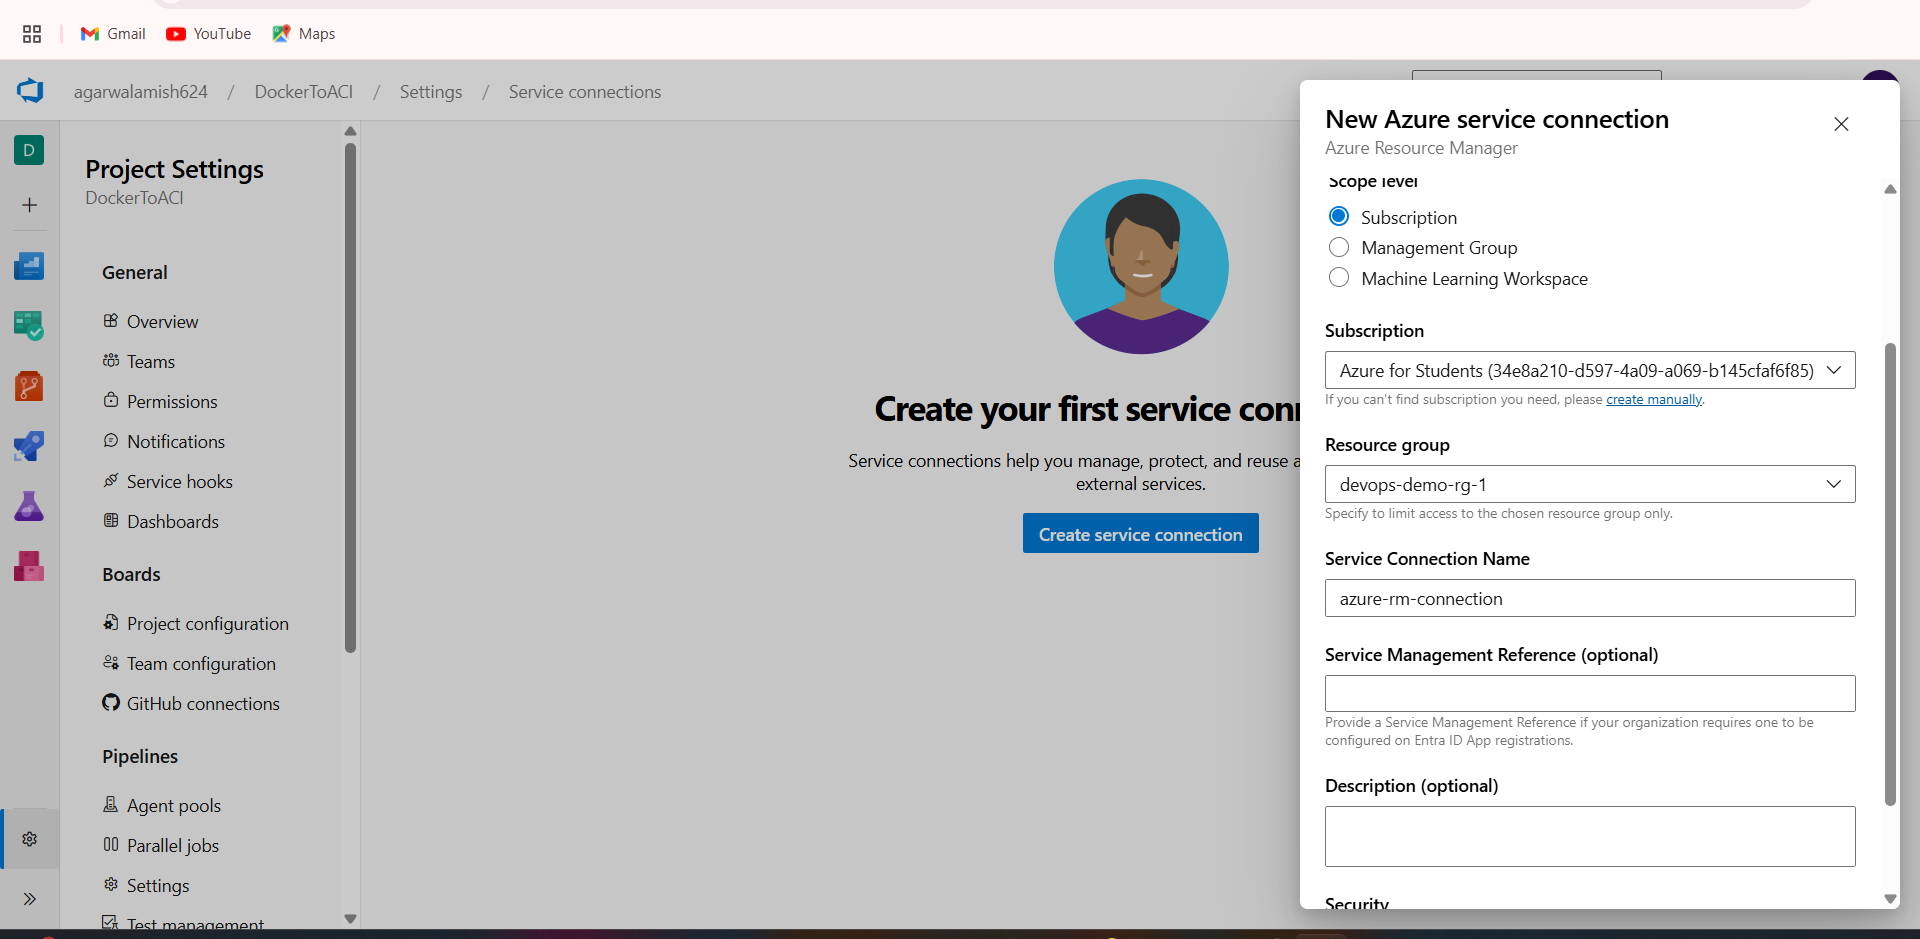 Gmail
YouTube
Maps
agarwalamish624 / DockerToACI / Settings / Service connections
D
Project Settings
DockerToACI
General
Overview
Teams
Permissions
Notifications
Service hooks
Dashboards
Boards
Project configuration
Team configuration
GitHub connections
Pipelines
Agent pools
Parallel jobs
Settings
Test management
Create your first service conn
Service connections help you manage, protect, and reuse a
external services.
Create service connection
New Azure service connection
Azure Resource Manager
Scope level
Subscription
Management Group
Machine Learning Workspace
Subscription
Azure for Students (34e8a210-d597-4a09-a069-b145cfaf6f85)
If you can't find subscription you need, please create manually.
Resource group
devops-demo-rg-1
Specify to limit access to the chosen resource group only.
Service Connection Name
azure-rm-connection
Service Management Reference (optional)
Provide a Service Management Reference if your organization requires one to be
configured on Entra ID App registrations.
Description (optional)
Security